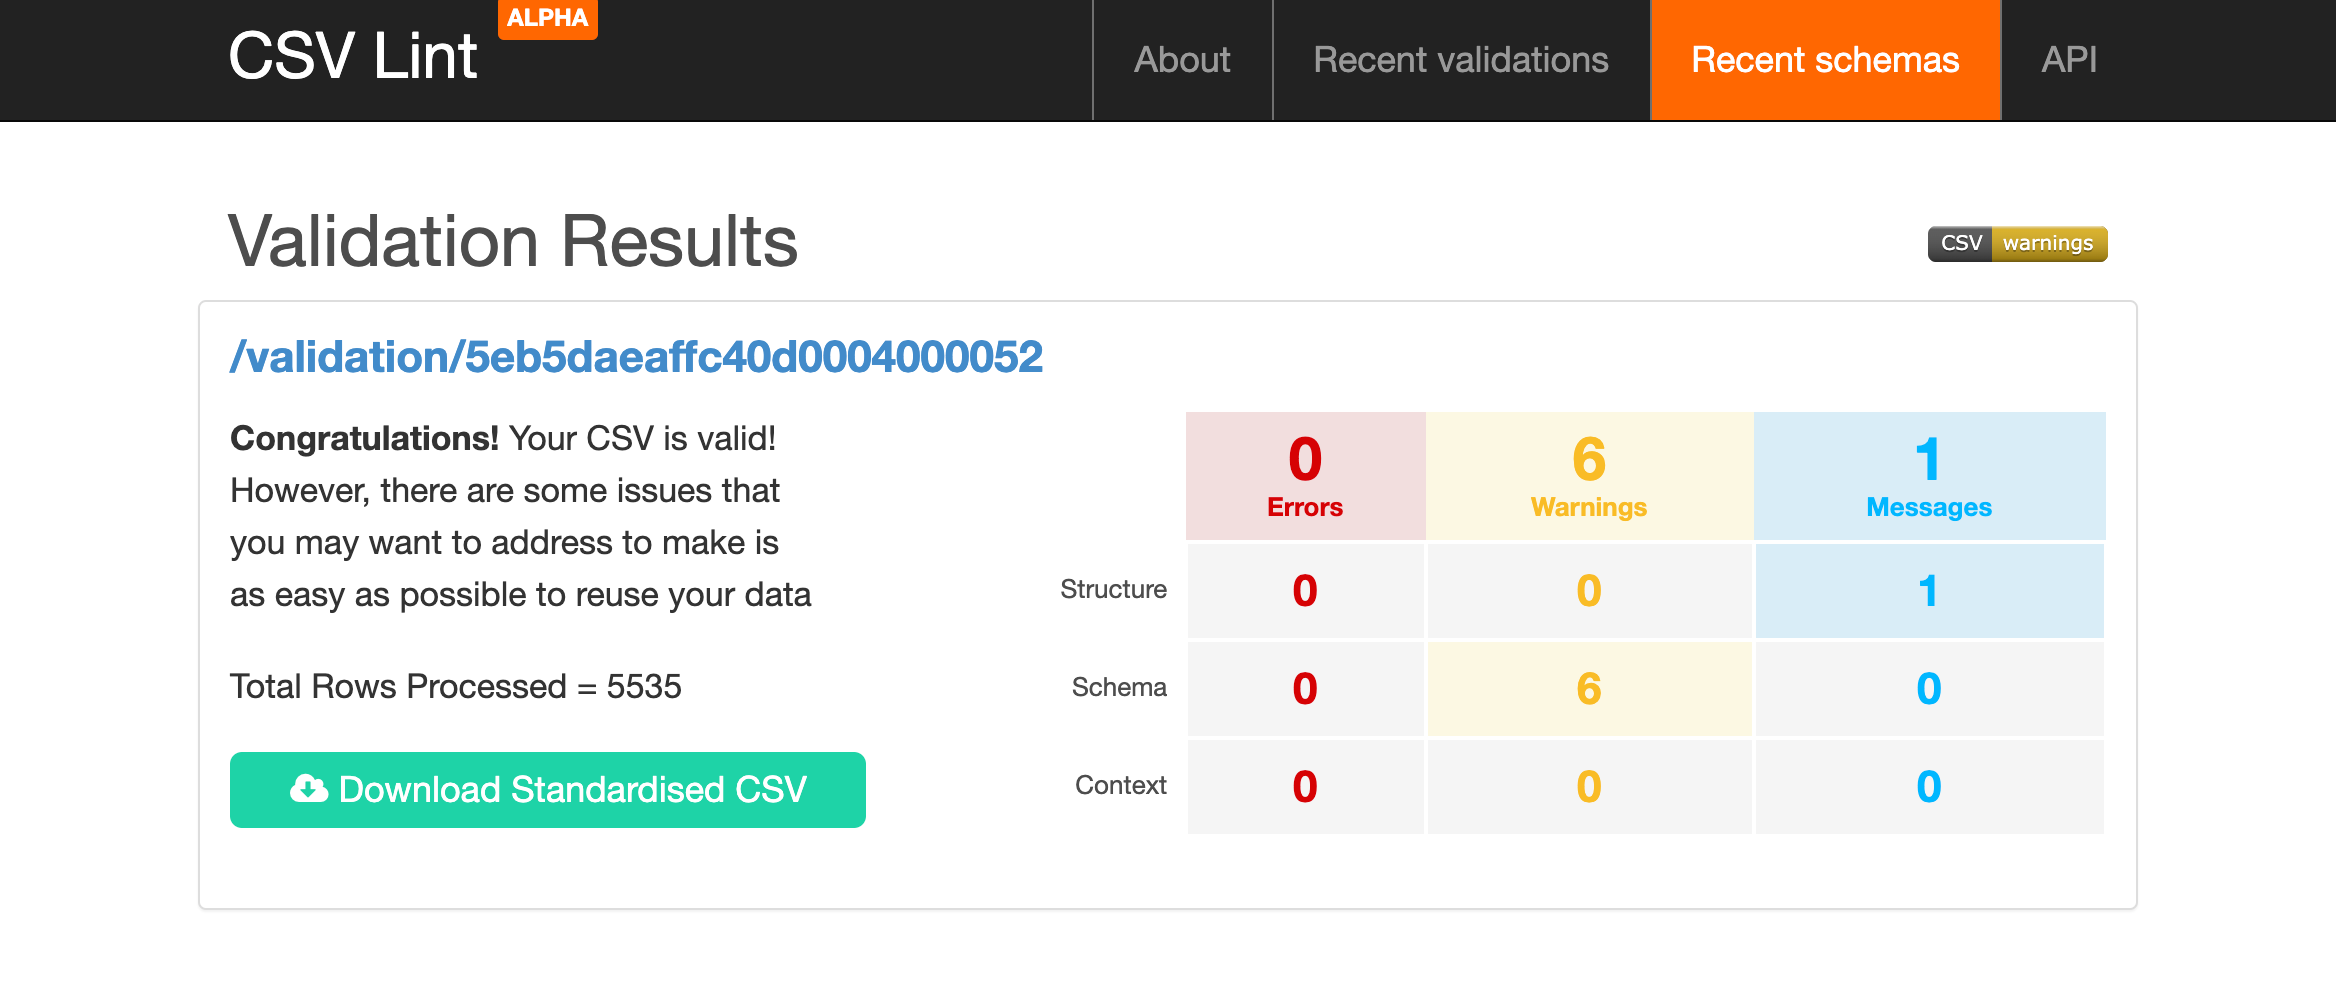 CSV Lint
ALPHA
About
Recent validations
Recent schemas
API
Validation Results
CSV warnings
/validation/5eb5daeaffc40d0004000052
Congratulations! Your CSV is valid!
However, there are some issues that
you may want to address to make is
as easy as possible to reuse your data
Total Rows Processed = 5535
Download Standardised CSV
0 6 1
Errors Warnings Messages
Structure 0 0 1
Schema 0 6 0
Context 0 0 0